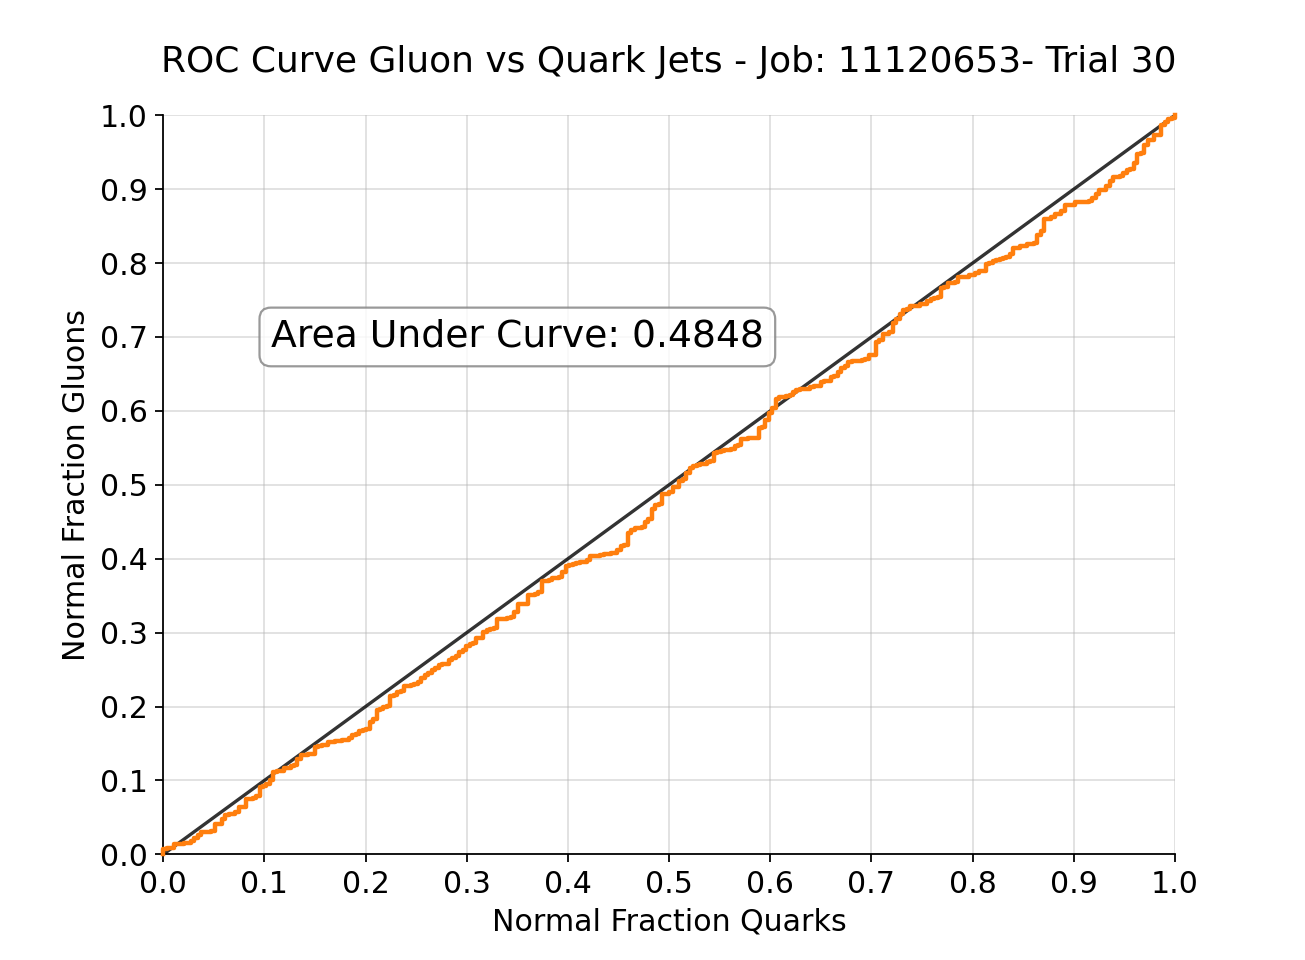 ROC Curve Gluon vs Quark Jets - Job: 11120653- Trial 30
1.0
0.9
0.8
Area Under Curve: 0.4848
0.7
0.6
0.5
0.4
0.3
0.2
0.1
0.0
Normal Fraction Gluons
0.0 0.1 0.2 0.3 0.4 0.5 0.6 0.7 0.8 0.9 1.0
Normal Fraction Quarks